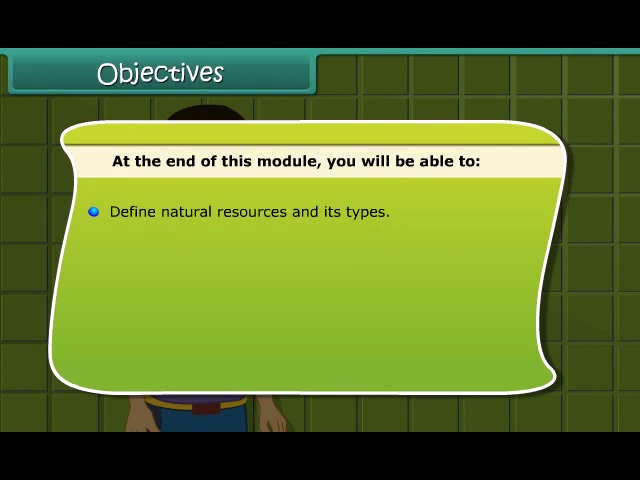 Objectives
At the end of this module, you will be able to:
Define natural resources and its types.